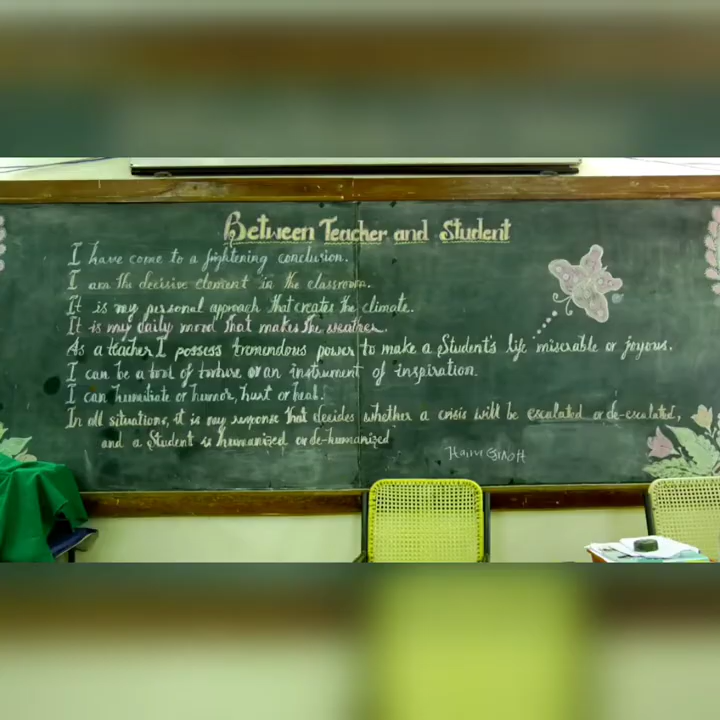 Between Teacher and Student
I have come to a fightening conclusion.
I am the decisive element in the classroom.
It is my personal approach that creates the climate.
It is my daily mood that makes the weather.
As a teacher I possess tremendous power to make a Student's life miserable or joyous.
I can be a tool of torture or an instrument of inspiration.
I can humiliate or humor, hurt or heal.
In all situations, it is my response that decides whether a crisis will be escalated or de-escalated,
and a Student is humanized or de-humanized
Haim GiNOTT